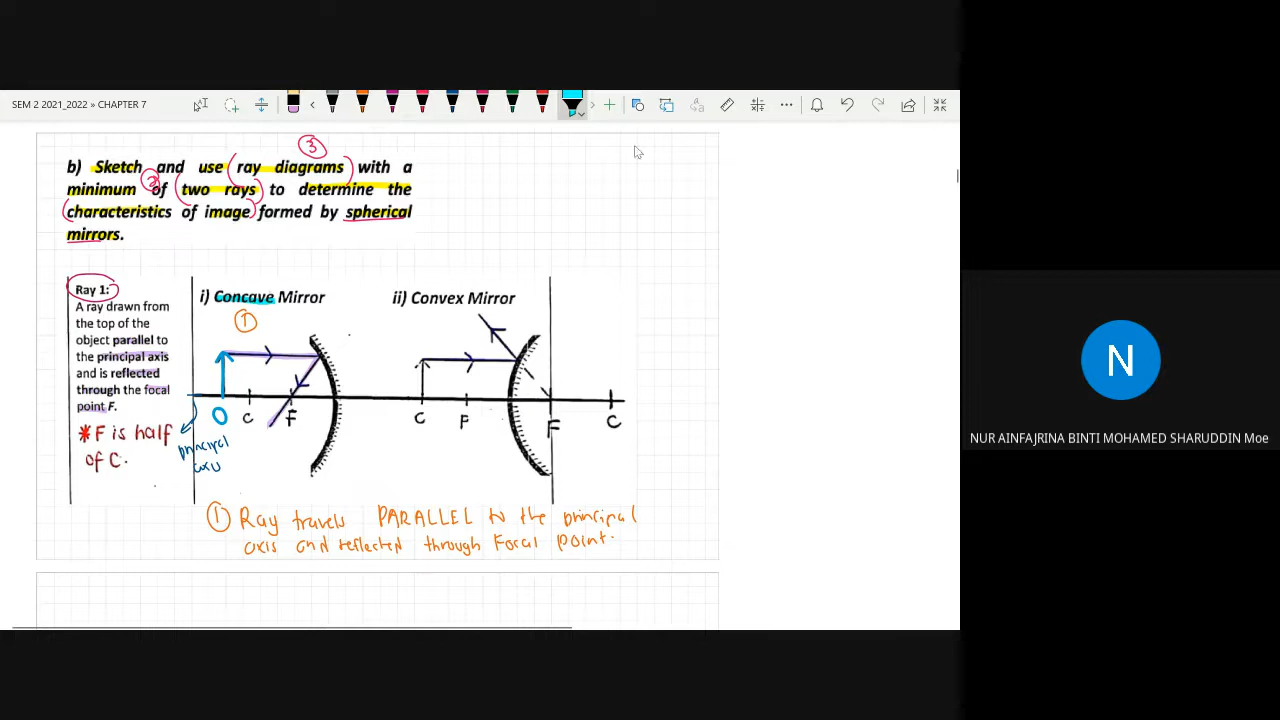 SEM 2 2021_2022 » CHAPTER 7
3
b) Sketch and use (ray diagrams) with a
2
minimum of (two rays) to determine the
(characteristics of image) formed by spherical
mirrors.
Ray 1:
A ray drawn from
the top of the
object parallel to
the principal axis
and is reflected
through the focal
point F.
* F is half
of C.
i) Concave Mirror
1
O
C
F
principal
axis
ii) Convex Mirror
C
F
F
C
1 Ray travels PARALLEL to the principal
axis and reflected through Focal point.
N
NUR AINFAJRINA BINTI MOHAMED SHARUDDIN Moe